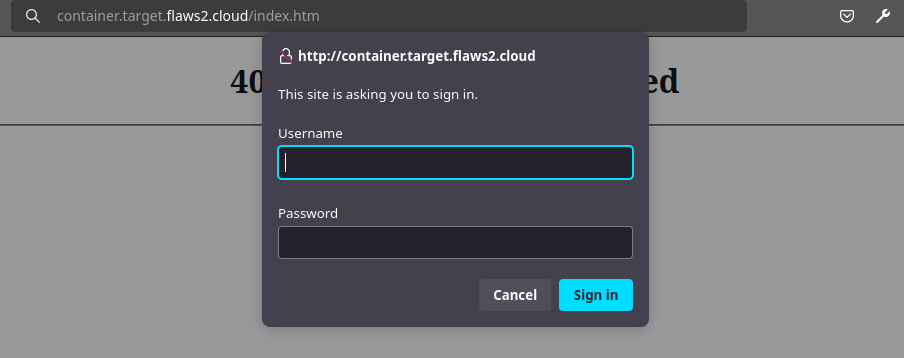 container.target.flaws2.cloud/index.htm
http://container.target.flaws2.cloud
40 ed
This site is asking you to sign in.
Username
Password
Cancel Sign in